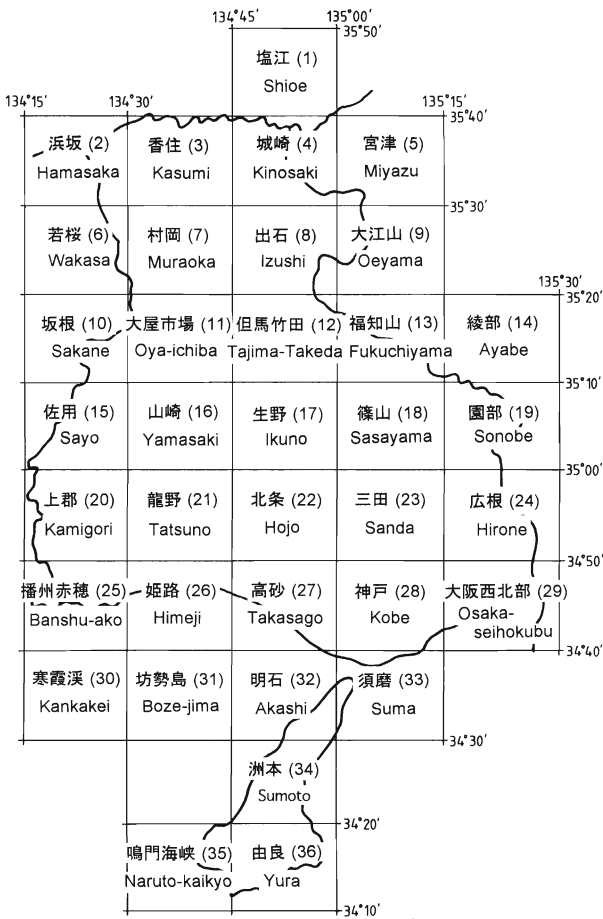 134°45′ 135°00′
35°50′
塩江 (1)
Shioe
134°15′ 134°30′ 135°15′
35°40′
浜坂 (2) 香住 (3) 城崎 (4) 宮津 (5)
Hamasaka Kasumi Kinosaki Miyazu
35°30′
若桜 (6) 村岡 (7) 出石 (8) 大江山 (9)
Wakasa Muraoka Izushi Oeyama
135°30′
35°20′
坂根 (10) 大屋市場 (11) 但馬竹田 (12) 福知山 (13) 綾部 (14)
Sakane Oya-ichiba Tajima-Takeda Fukuchiyama Ayabe
35°10′
佐用 (15) 山崎 (16) 生野 (17) 篠山 (18) 園部 (19)
Sayo Yamasaki Ikuno Sasayama Sonobe
35°00′
上郡 (20) 龍野 (21) 北条 (22) 三田 (23) 広根 (24)
Kamigori Tatsuno Hojo Sanda Hirone
34°50′
播州赤穂 (25) 姫路 (26) 高砂 (27) 神戸 (28) 大阪西北部 (29)
Banshu-ako Himeji Takasago Kobe Osaka-
seihokubu
34°40′
寒霞渓 (30) 坊勢島 (31) 明石 (32) 須磨 (33)
Kankakei Boze-jima Akashi Suma
34°30′
洲本 (34)
Sumoto
34°20′
鳴門海峡 (35) 由良 (36)
Naruto-kaikyo Yura
34°10′